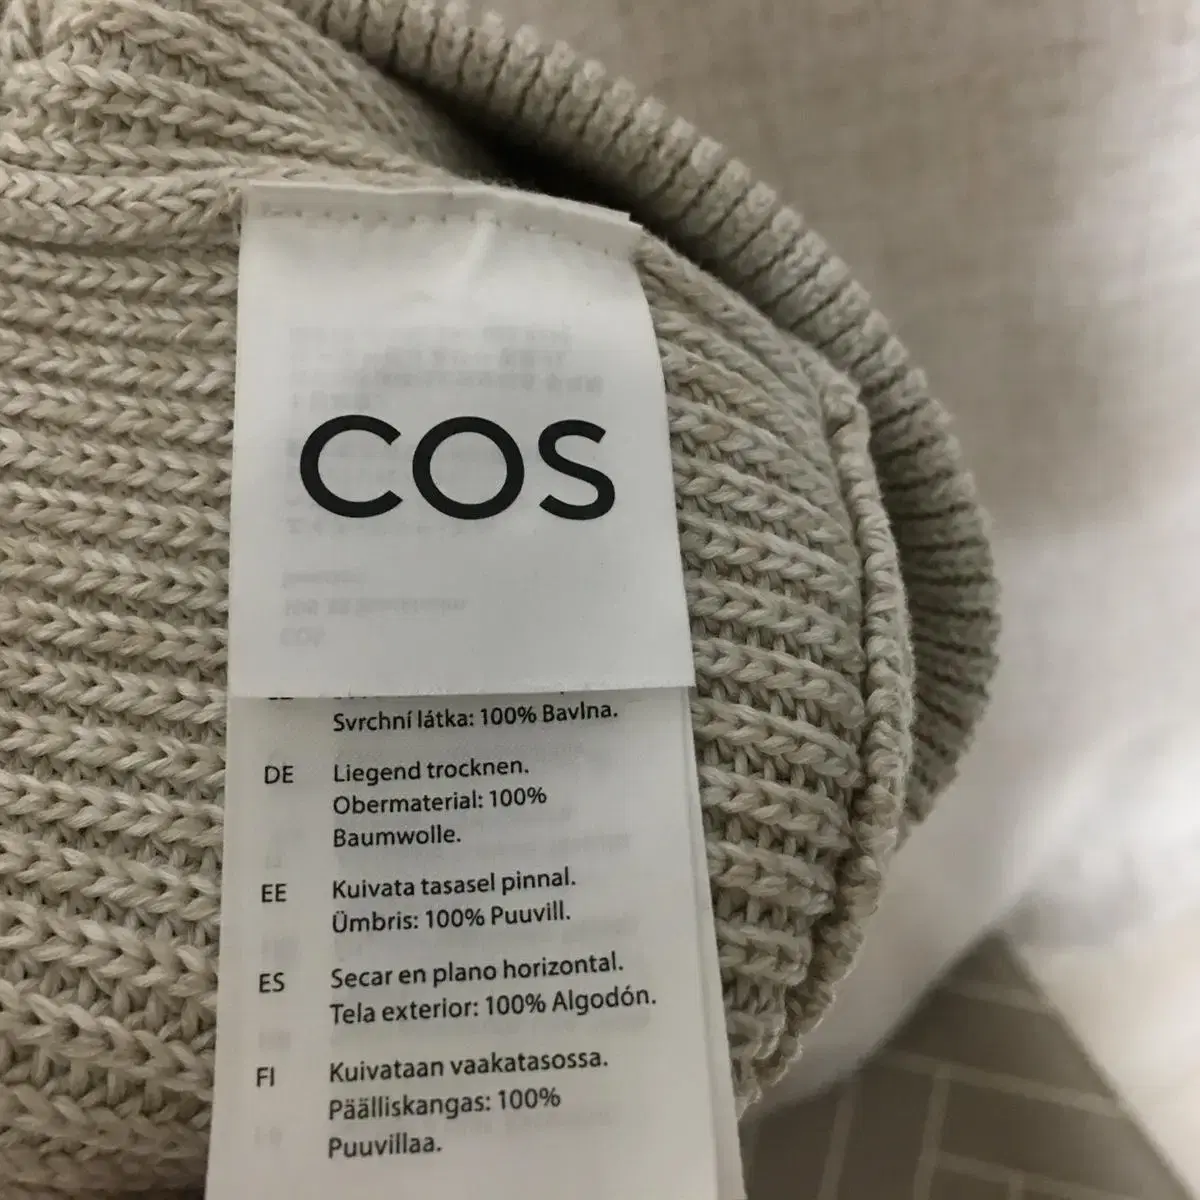 COS
Svrchní látka: 100% Bavlna.
DE Liegend trocknen.
Obermaterial: 100%
Baumwolle.
EE Kuivata tasasel pinnal.
Ümbris: 100% Puuvill.
ES Secar en plano horizontal.
Tela exterior: 100% Algodón.
FI Kuivataan vaakatasossa.
Päälliskangas: 100%
Puuvillaa.